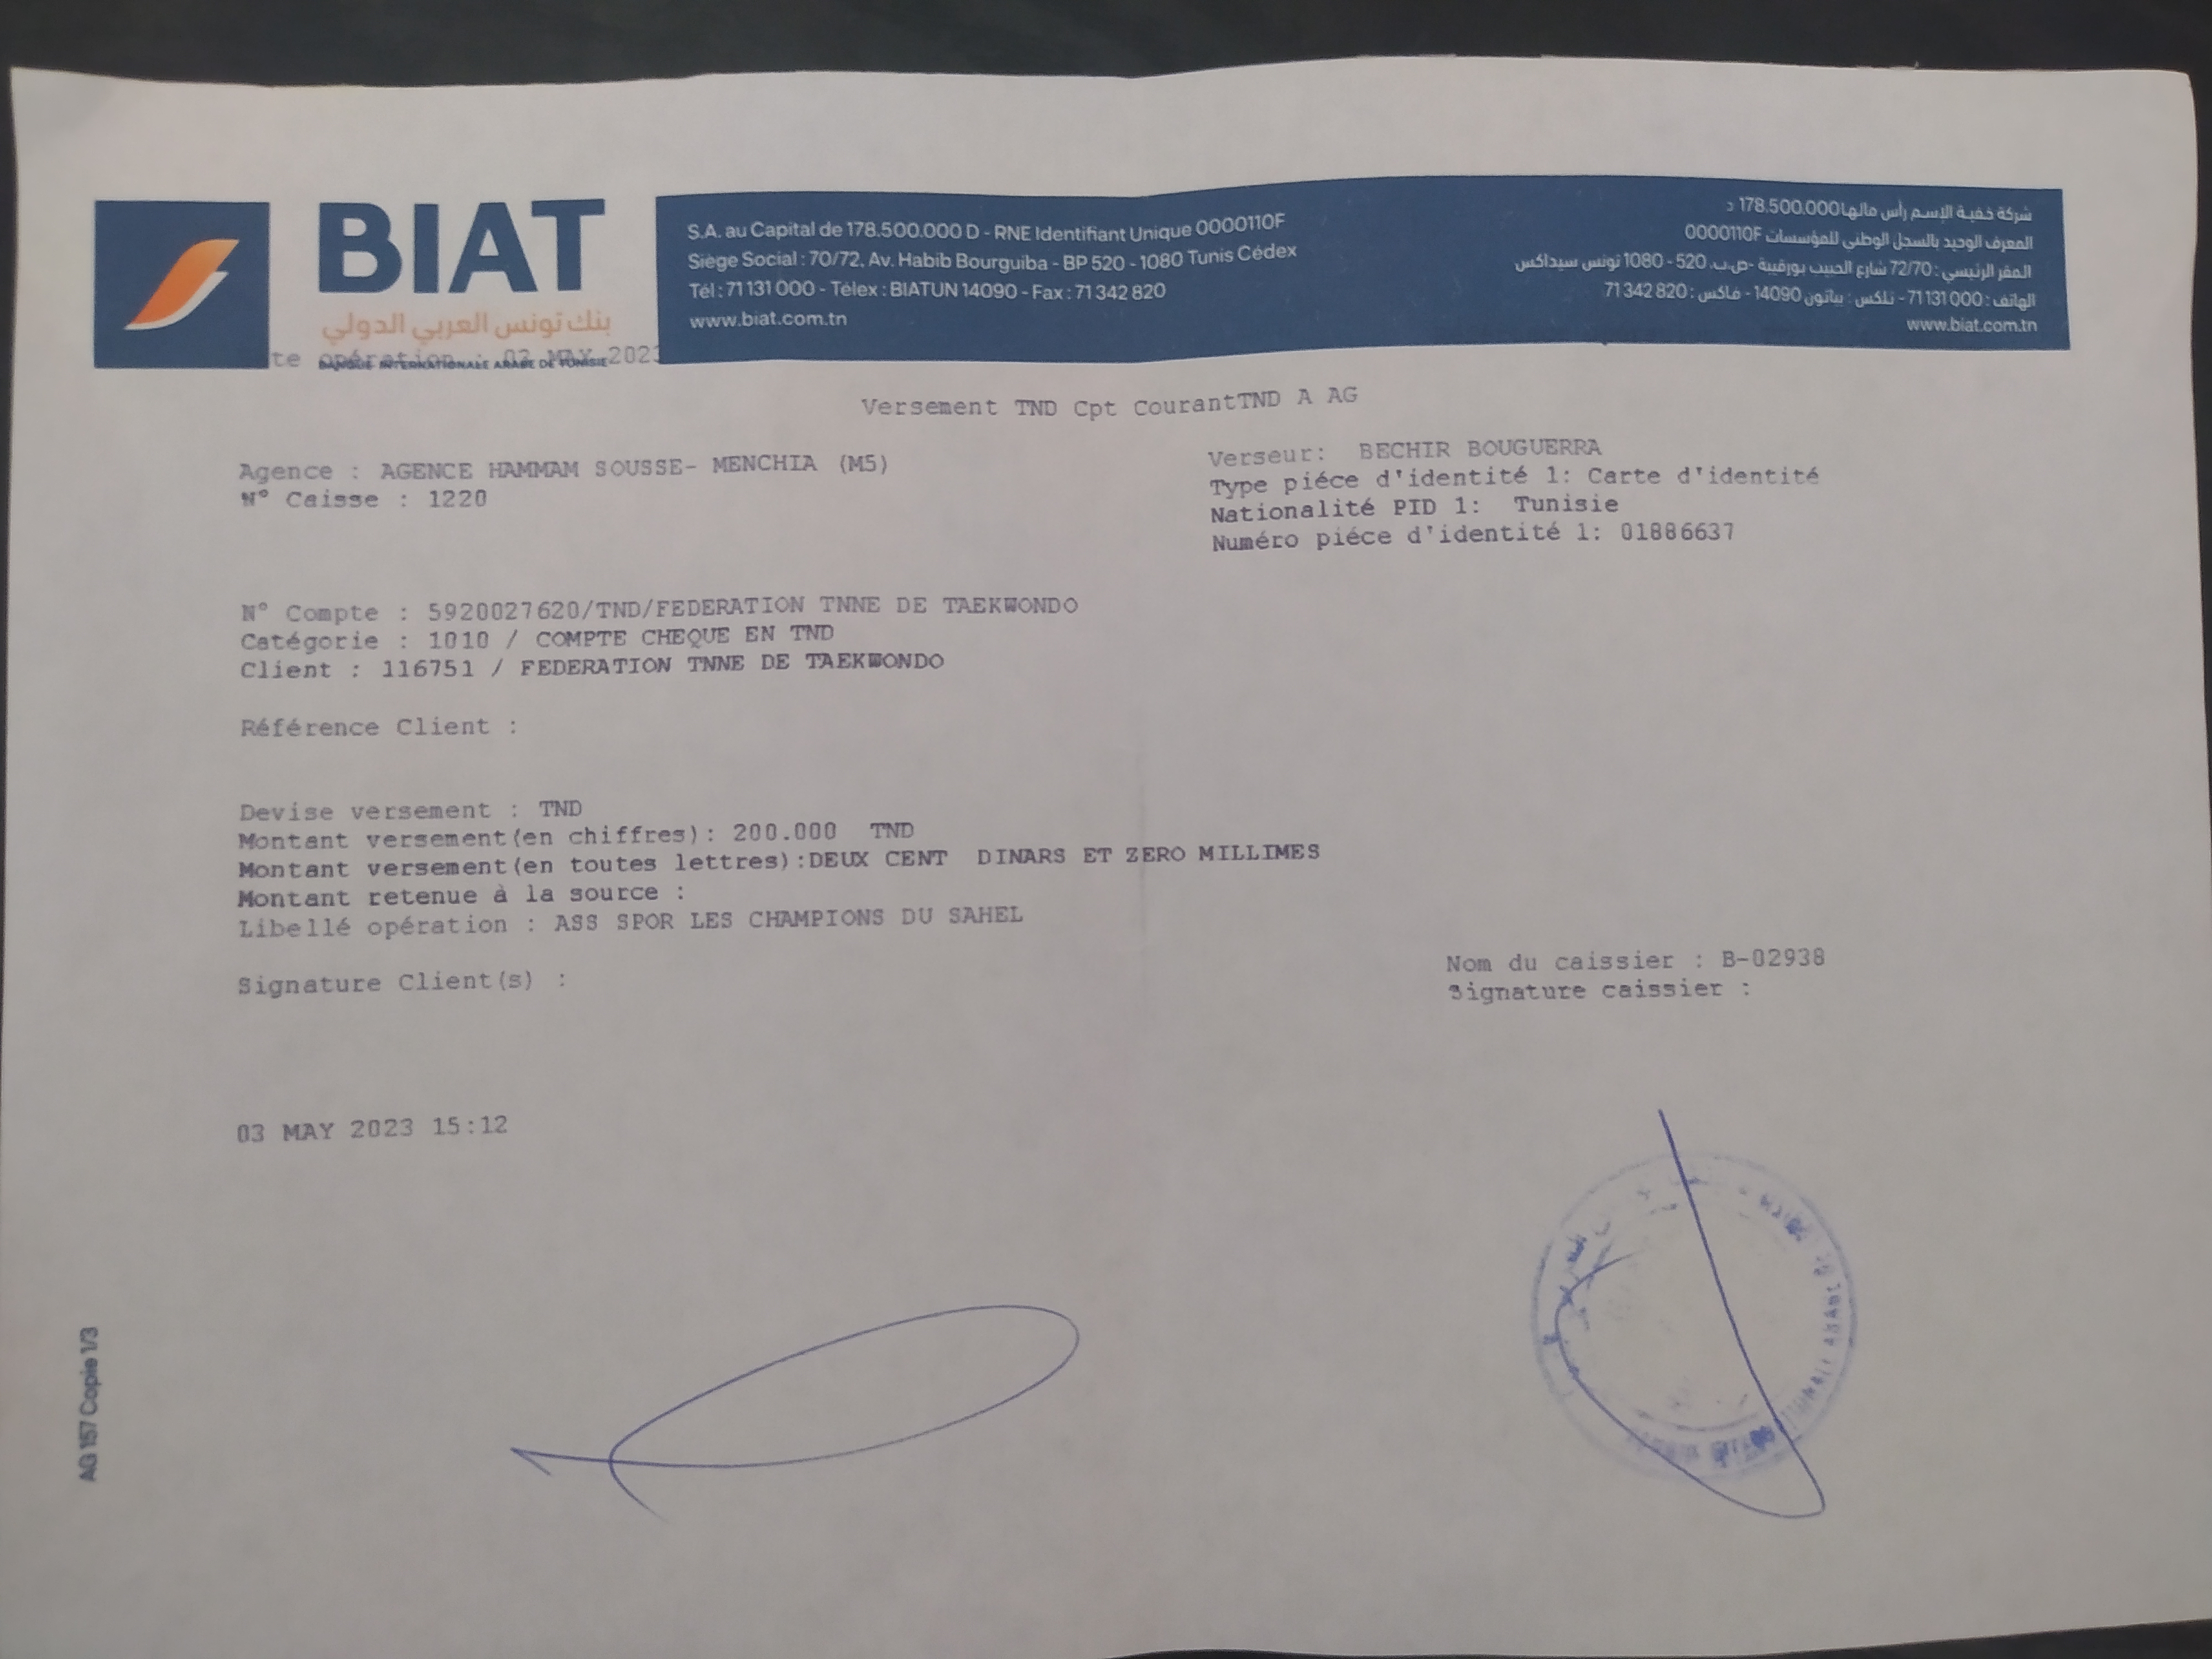 BIAT
بنك تونس العربي الدولي
BANQUE INTERNATIONALE ARABE DE TUNISIE
S.A. au Capital de 178.500.000 D - RNE Identifiant Unique 0000110F
Siège Social : 70/72, Av. Habib Bourguiba - BP 520 - 1080 Tunis Cédex
Tél : 71 131 000 - Télex : BIATUN 14090 - Fax : 71 342 820
www.biat.com.tn
شركة خفية الإسم رأس مالها 178.500.000 د
المعرف الوحيد بالسجل الوطني للمؤسسات 0000110F
المقر الرئيسي : 72/70 شارع الحبيب بورقيبة -ص.ب. 520 - 1080 تونس سيداكس
الهاتف : 71 131 000 - تلكس : بياتون 14090 - فاكس : 71 342 820
www.biat.com.tn
te opération : 03 MAY 2023
Versement TND Cpt CourantTND A AG
Agence : AGENCE HAMMAM SOUSSE- MENCHIA (M5)
N° Caisse : 1220
Verseur: BECHIR BOUGUERRA
Type piéce d'identité 1: Carte d'identité
Nationalité PID 1: Tunisie
Numéro piéce d'identité 1: 01886637
N° Compte : 5920027620/TND/FEDERATION TNNE DE TAEKWONDO
Catégorie : 1010 / COMPTE CHEQUE EN TND
Client : 116751 / FEDERATION TNNE DE TAEKWONDO
Référence Client :
Devise versement : TND
Montant versement(en chiffres): 200.000 TND
Montant versement(en toutes lettres):DEUX CENT DINARS ET ZERO MILLIMES
Montant retenue à la source :
Libellé opération : ASS SPOR LES CHAMPIONS DU SAHEL
Signature Client(s) :
Nom du caissier : B-02938
Signature caissier :
03 MAY 2023 15:12
AG 157 Copie 1/3